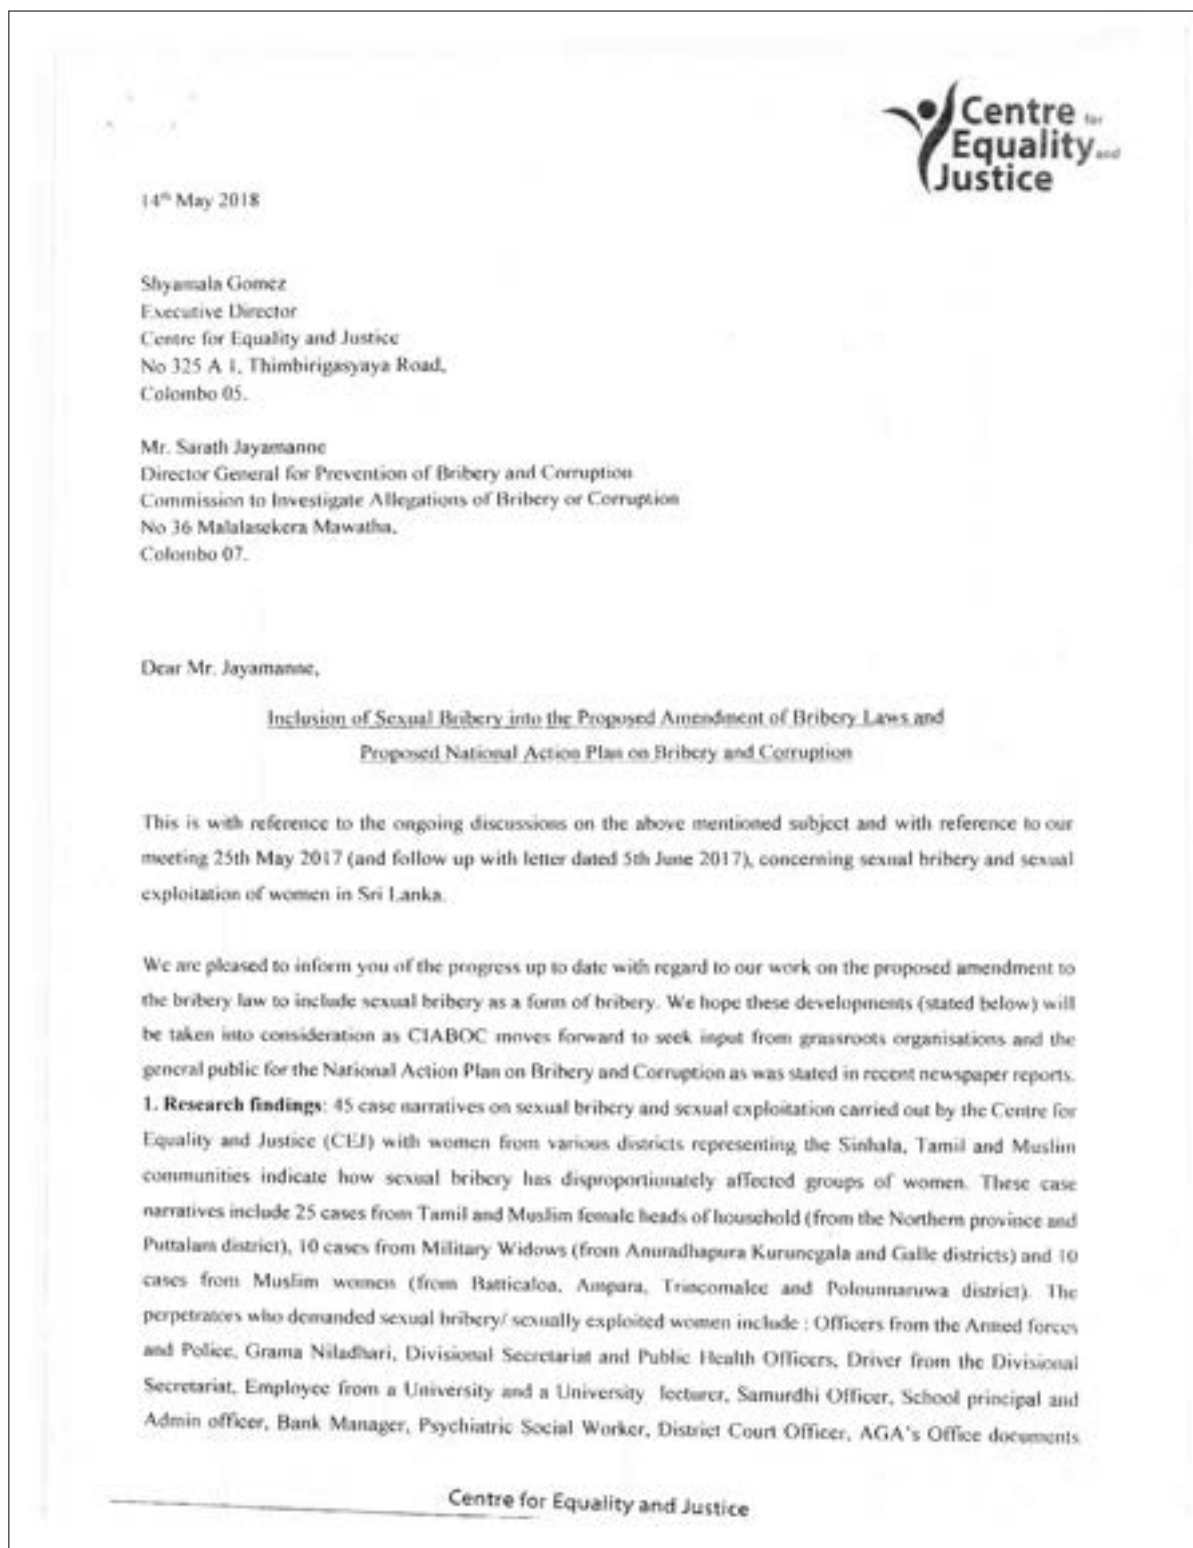 Centre for
Equality and
Justice
14th May 2018
Shyamala Gomez
Executive Director
Centre for Equality and Justice
No 325 A 1, Thimbirigasyaya Road,
Colombo 05.
Mr. Sarath Jayamanne
Director General for Prevention of Bribery and Corruption
Commission to Investigate Allegations of Bribery or Corruption
No 36 Malalasekera Mawatha,
Colombo 07.
Dear Mr. Jayamanne,
Inclusion of Sexual Bribery into the Proposed Amendment of Bribery Laws and
Proposed National Action Plan on Bribery and Corruption
This is with reference to the ongoing discussions on the above mentioned subject and with reference to our
meeting 25th May 2017 (and follow up with letter dated 5th June 2017), concerning sexual bribery and sexual
exploitation of women in Sri Lanka.
We are pleased to inform you of the progress up to date with regard to our work on the proposed amendment to
the bribery law to include sexual bribery as a form of bribery. We hope these developments (stated below) will
be taken into consideration as CIABOC moves forward to seek input from grassroots organisations and the
general public for the National Action Plan on Bribery and Corruption as was stated in recent newspaper reports.
1. Research findings: 45 case narratives on sexual bribery and sexual exploitation carried out by the Centre for
Equality and Justice (CEJ) with women from various districts representing the Sinhala, Tamil and Muslim
communities indicate how sexual bribery has disproportionately affected groups of women. These case
narratives include 25 cases from Tamil and Muslim female heads of household (from the Northern province and
Puttalam district), 10 cases from Military Widows (from Anuradhapura Kurunegala and Galle districts) and 10
cases from Muslim women (from Batticaloa, Ampara, Trincomalee and Polounnaruwa district). The
perpetrators who demanded sexual bribery/ sexually exploited women include : Officers from the Armed forces
and Police, Grama Niladhari, Divisional Secretariat and Public Health Officers, Driver from the Divisional
Secretariat, Employee from a University and a University lecturer, Samurdhi Officer, School principal and
Admin officer, Bank Manager, Psychiatric Social Worker, District Court Officer, AGA's Office documents
Centre for Equality and Justice